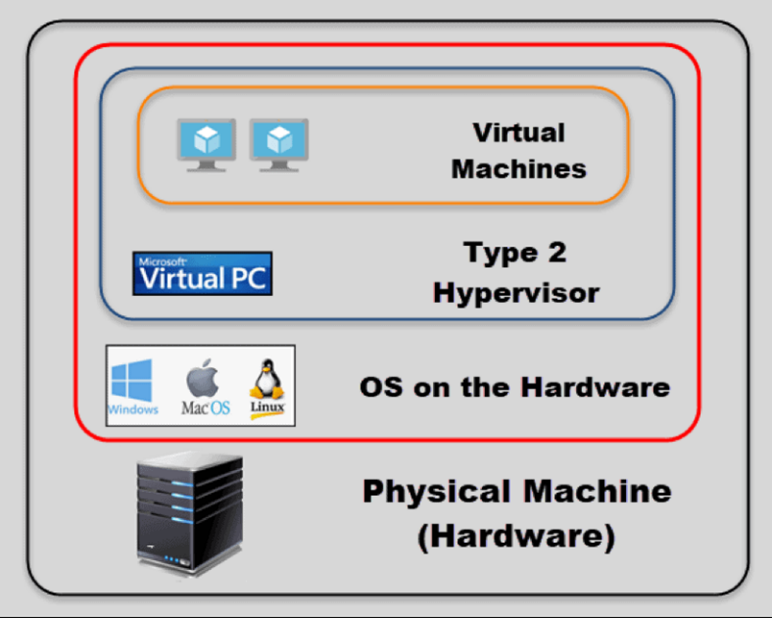 Virtual
Machines
Type 2
Hypervisor
Microsoft
Virtual PC
OS on the Hardware
Windows
Mac OS
Linux
Physical Machine
(Hardware)